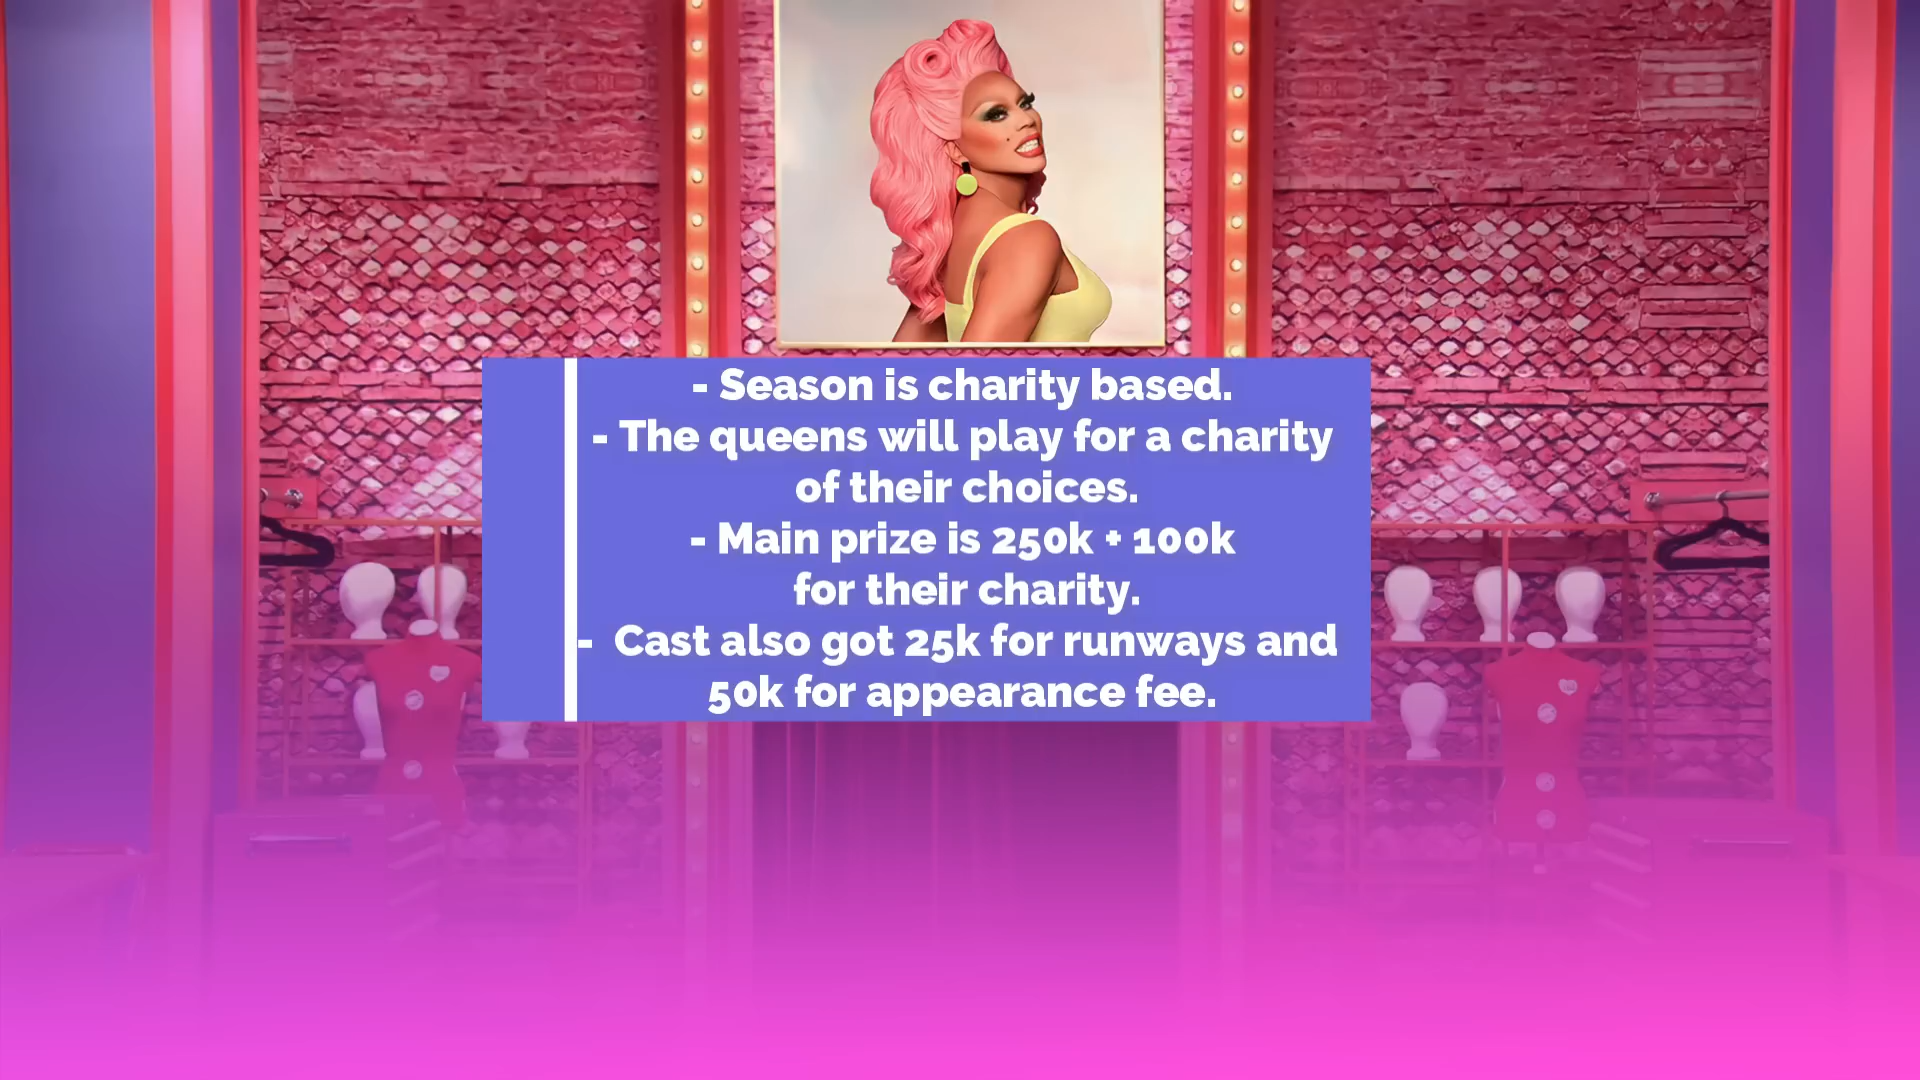 - Season is charity based.
- The queens will play for a charity
of their choices.
- Main prize is 250k + 100k
for their charity.
-  Cast also got 25k for runways and
50k for appearance fee.